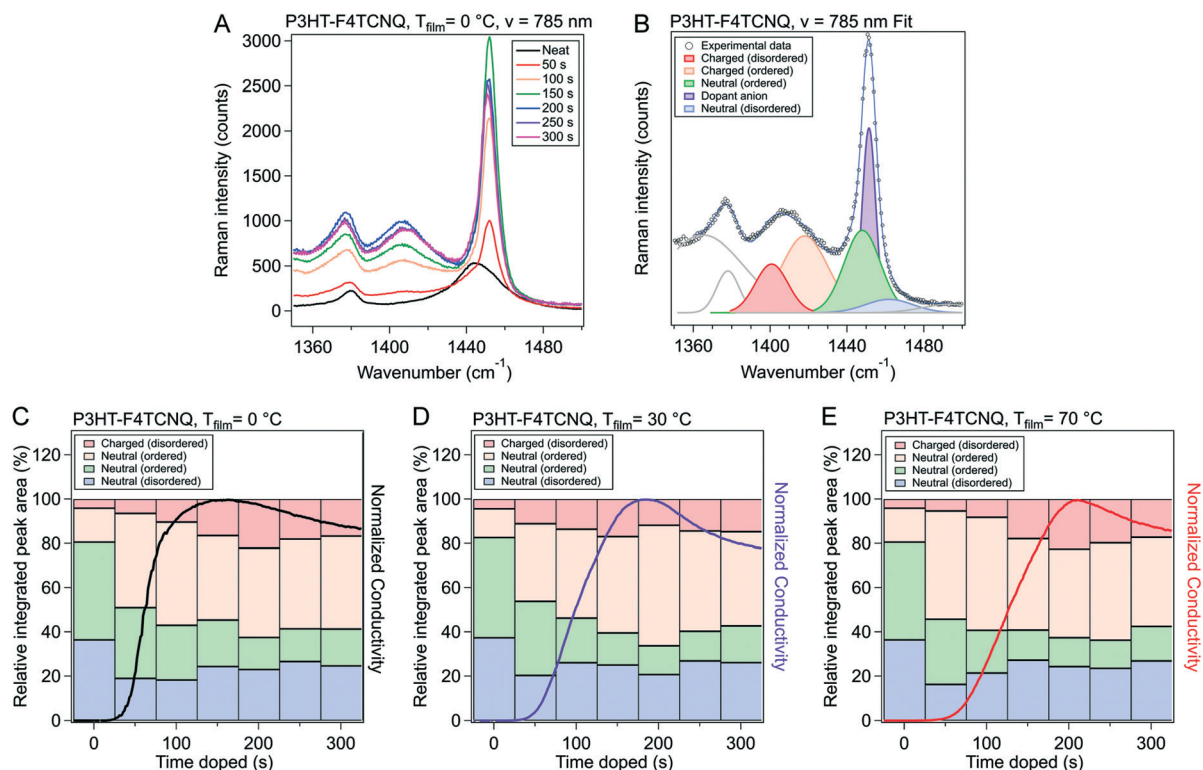 A
P3HT-F4TCNQ, Tfilm= 0 °C, ν = 785 nm
Raman intensity (counts)
3000
2500
2000
1500
1000
500
0
Neat
50 s
100 s
150 s
200 s
250 s
300 s
1360
1400
1440
1480
Wavenumber (cm-1)
B
P3HT-F4TCNQ, ν = 785 nm Fit
Raman intensity (counts)
Experimental data
Charged (disordered)
Charged (ordered)
Neutral (ordered)
Dopant anion
Neutral (disordered)
1360
1400
1440
1480
Wavenumber (cm-1)
C
P3HT-F4TCNQ, Tfilm= 0 °C
Charged (disordered)
Neutral (ordered)
Neutral (ordered)
Neutral (disordered)
Relative integrated peak area (%)
120
100
80
60
40
20
0
Normalized Conductivity
0
100
200
300
Time doped (s)
D
P3HT-F4TCNQ, Tfilm= 30 °C
Charged (disordered)
Neutral (ordered)
Neutral (ordered)
Neutral (disordered)
Relative integrated peak area (%)
120
100
80
60
40
20
0
Normalized Conductivity
0
100
200
300
Time doped (s)
E
P3HT-F4TCNQ, Tfilm= 70 °C
Charged (disordered)
Neutral (ordered)
Neutral (ordered)
Neutral (disordered)
Relative integrated peak area (%)
120
100
80
60
40
20
0
Normalized Conductivity
0
100
200
300
Time doped (s)